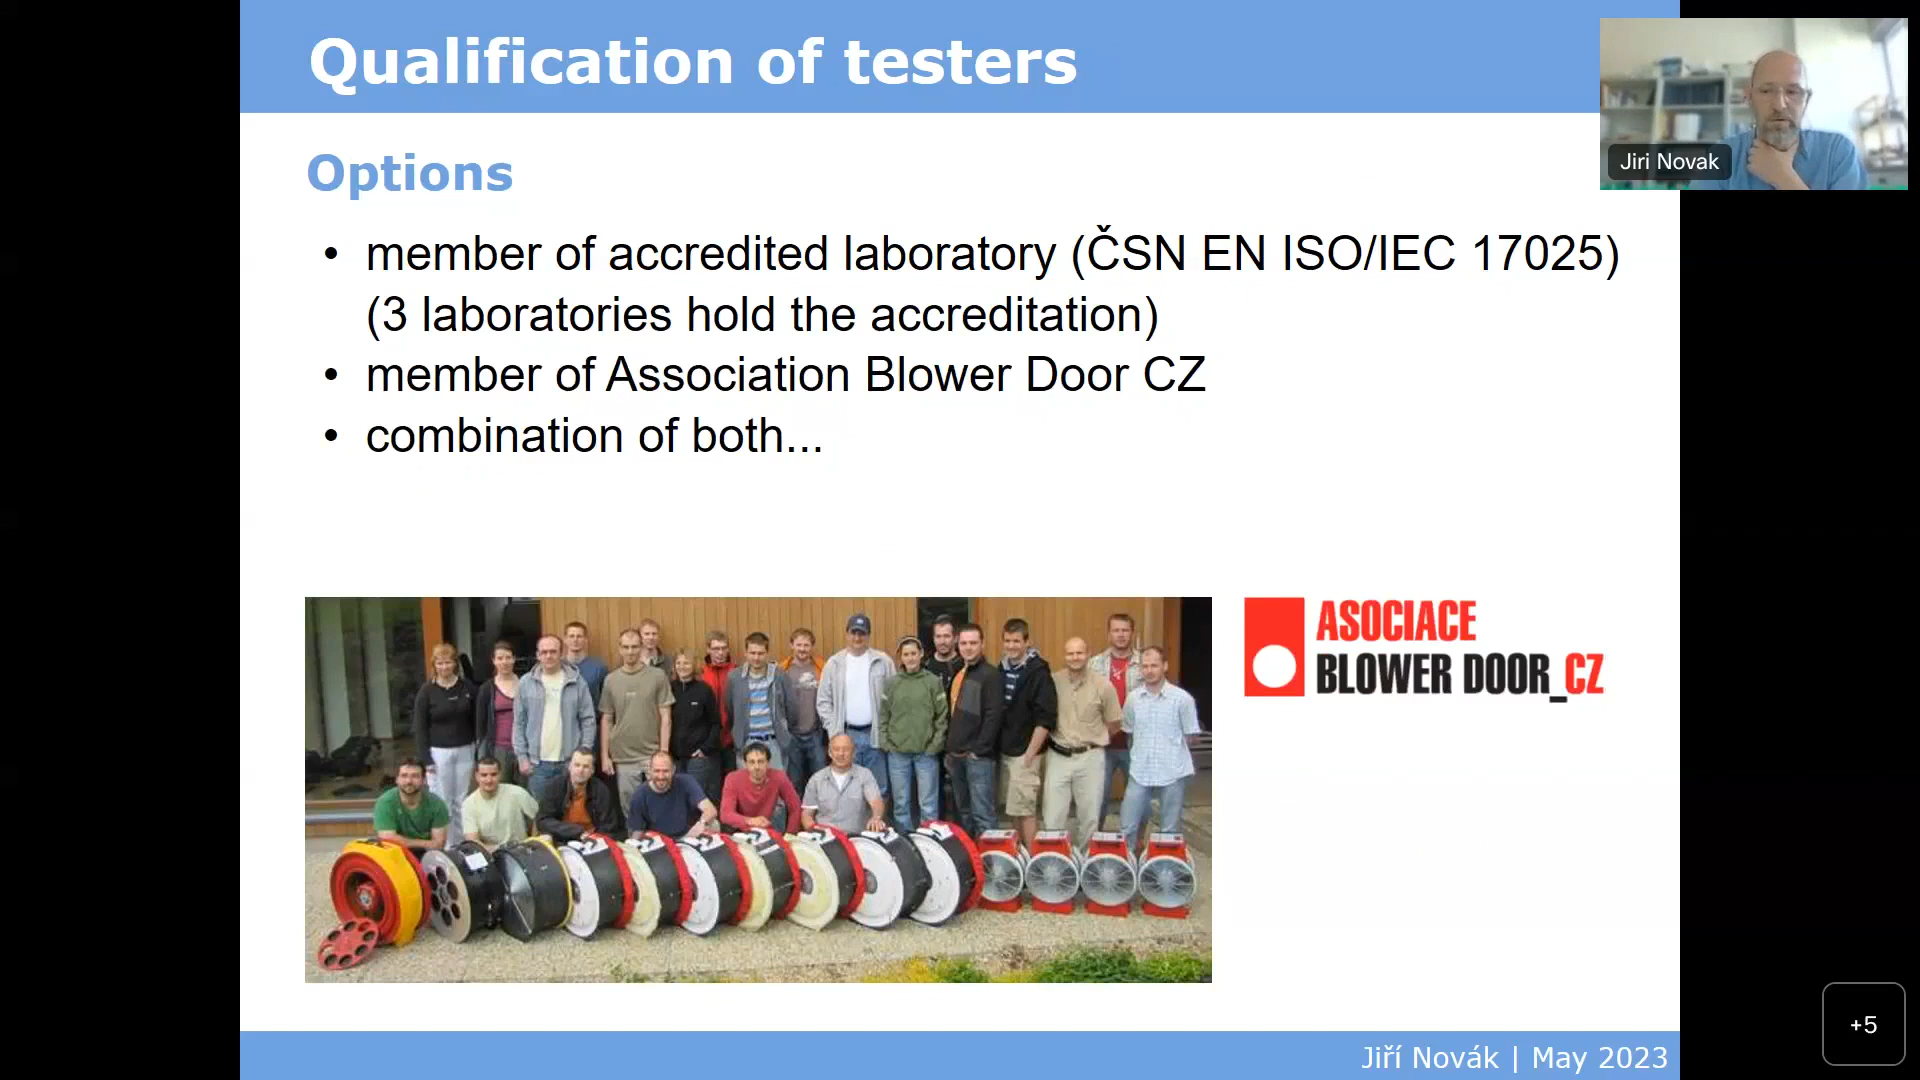 Qualification of testers
Jiri Novak
Options
• member of accredited laboratory (ČSN EN ISO/IEC 17025)
(3 laboratories hold the accreditation)
• member of Association Blower Door CZ
• combination of both...
ASOCIACE
BLOWER DOOR_CZ
+5
Jiří Novák | May 2023